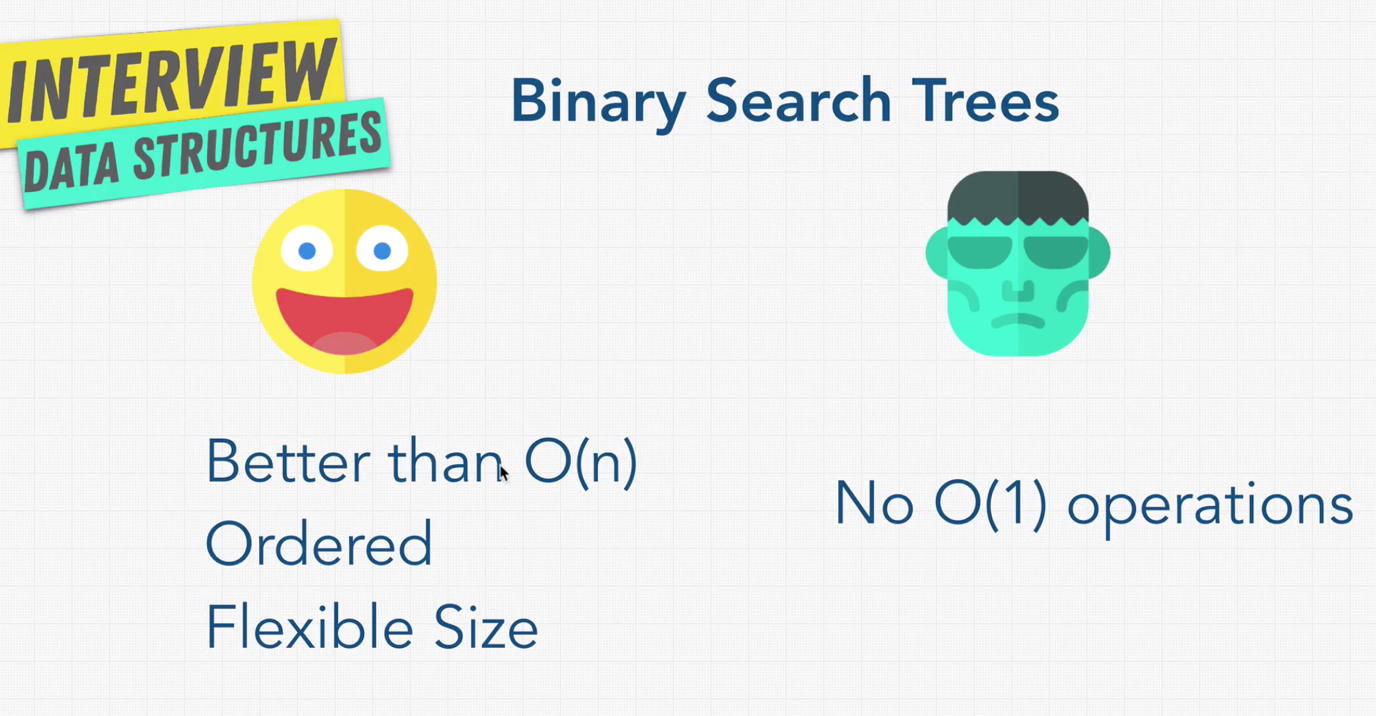 INTERVIEW
DATA STRUCTURES
Binary Search Trees
Better than O(n)
Ordered
Flexible Size
No O(1) operations